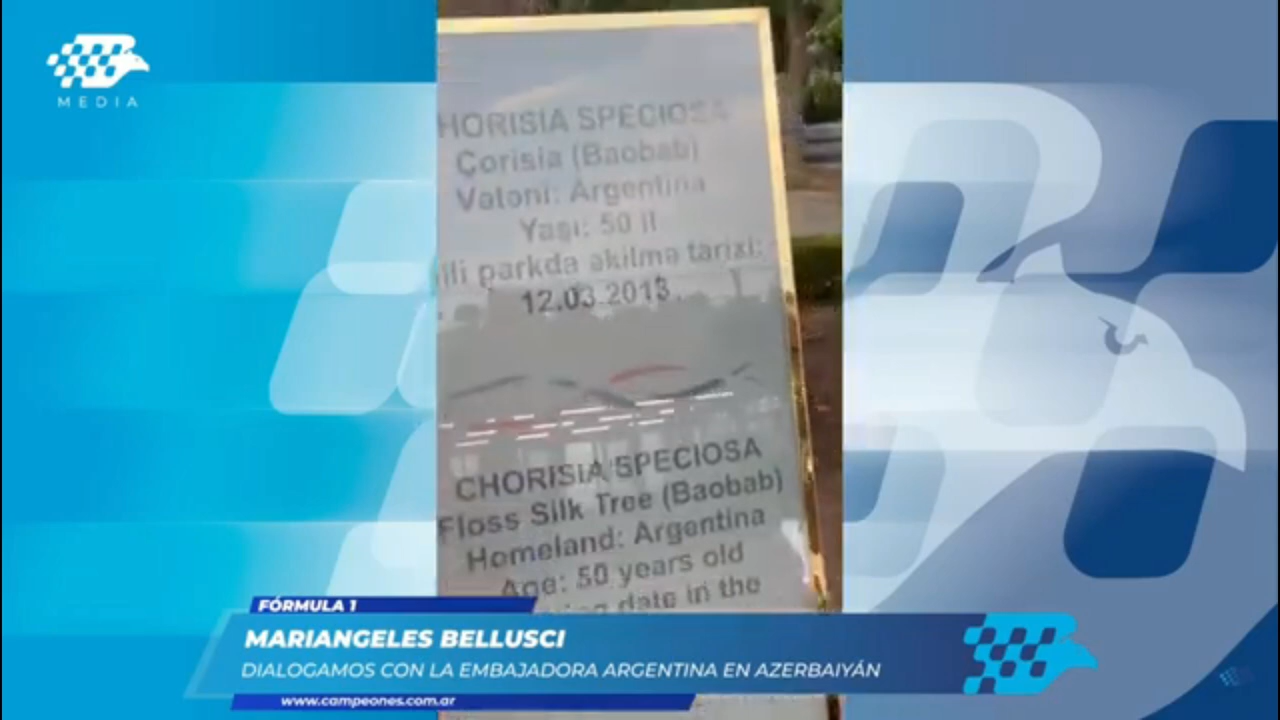 MEDIA
HORISIA SPECIOSA
Çorisia (Baobab)
Vətəni: Argentina
Yaşı: 50 il
parkda əkilmə tarixi:
12.03.2013
CHORISIA SPECIOSA
Floss Silk Tree (Baobab)
Homeland: Argentina
Age: 50 years old
date in the
FÓRMULA 1
MARIANGELES BELLUSCI
DIALOGAMOS CON LA EMBAJADORA ARGENTINA EN AZERBAIYÁN
www.campeones.com.ar